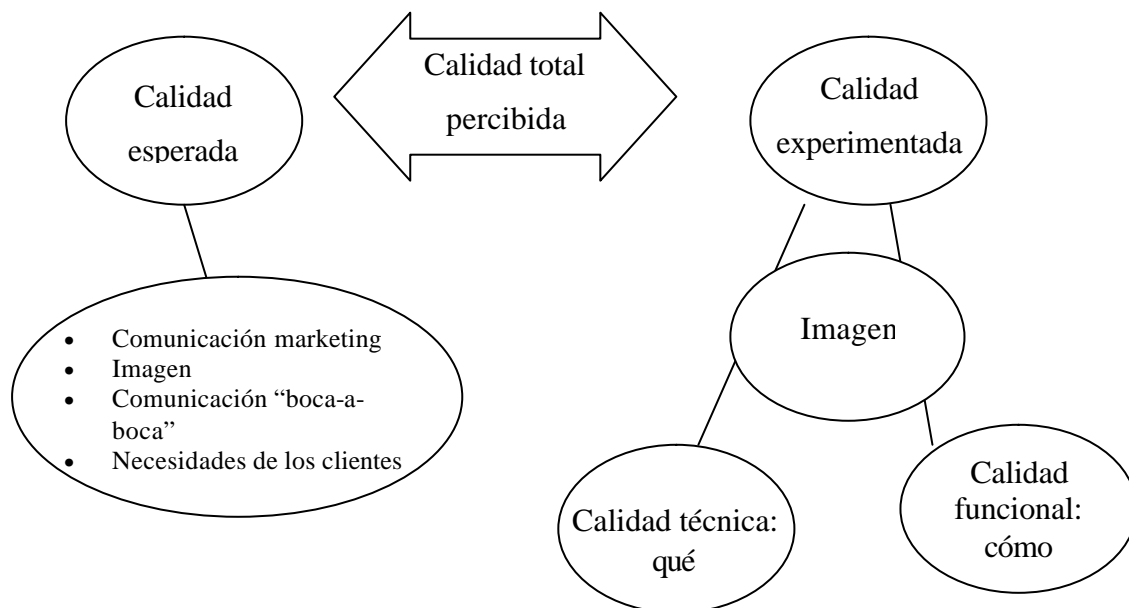 Calidad
esperada
Calidad total
percibida
Calidad
experimentada
• Comunicación marketing
• Imagen
• Comunicación “boca-a-
boca”
• Necesidades de los clientes
Imagen
Calidad técnica:
qué
Calidad
funcional:
cómo